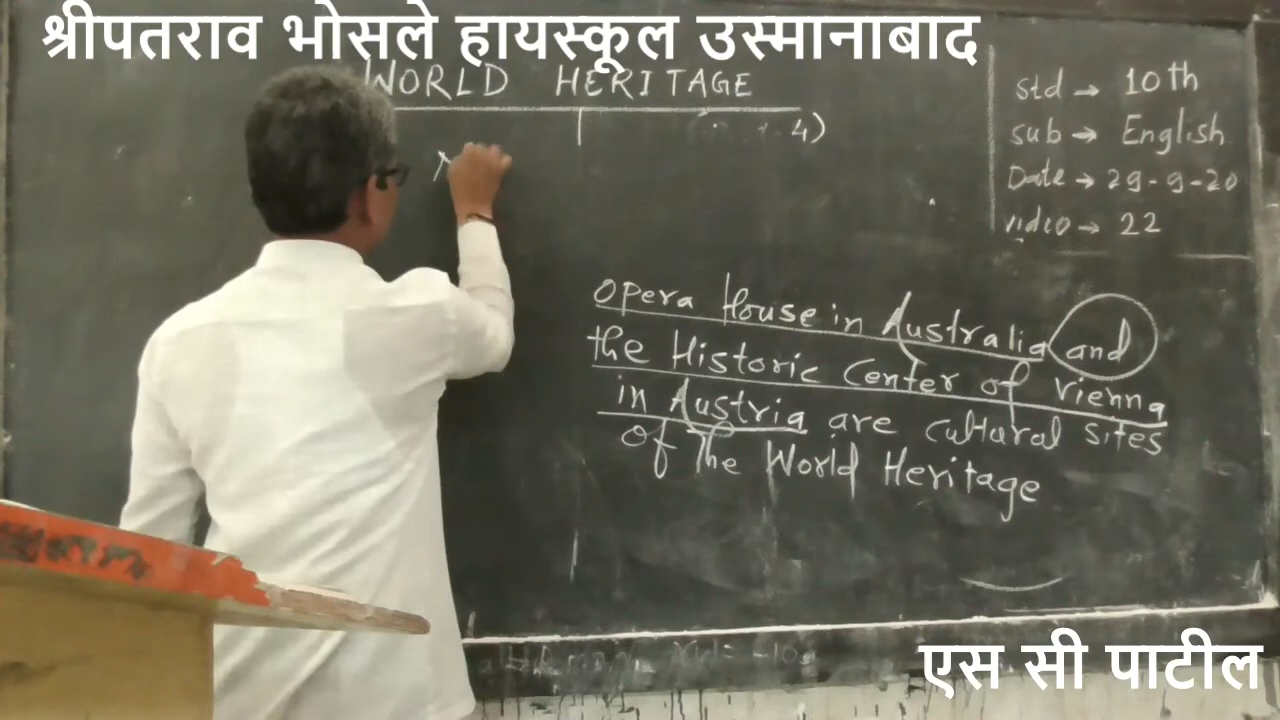 श्रीपतराव भोसले हायस्कूल उस्मानाबाद
WORLD HERITAGE
4)
std → 10th
sub → English
Date → 29-9-20
video → 22
Opera House in Australia and
the Historic Center of Vienna
in Austria are cultural sites
of The World Heritage
एस सी पाटील